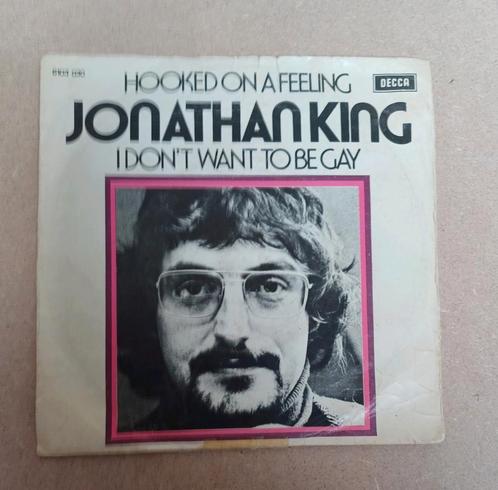 HOOKED ON A FEELING
DECCA
JONATHAN KING
I DON'T WANT TO BE GAY